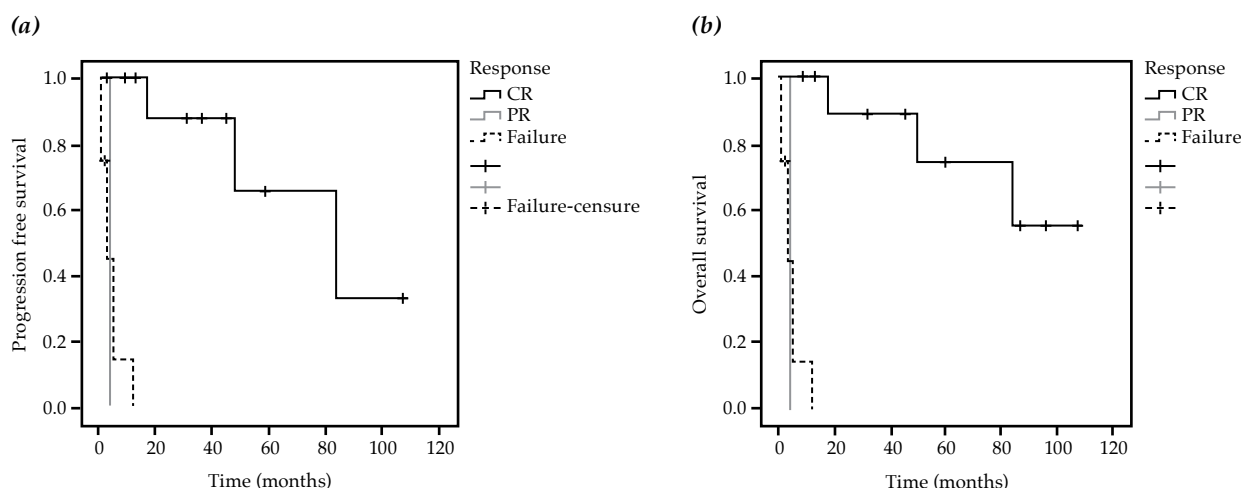 (a)
Progression free survival
1.0
0.8
0.6
0.4
0.2
0.0
0 20 40 60 80 100 120
Time (months)
Response
CR
PR
Failure
Failure-censure
(b)
Overall survival
1.0
0.8
0.6
0.4
0.2
0.0
0 20 40 60 80 100 120
Time (months)
Response
CR
PR
Failure